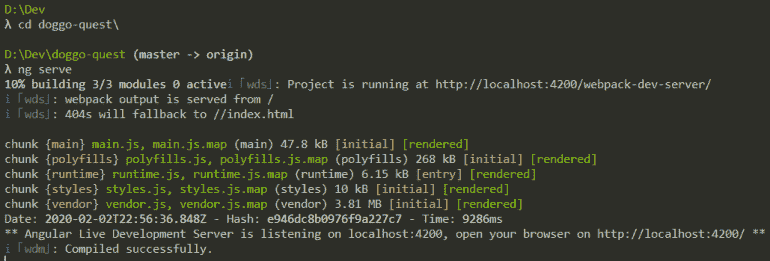 D:\Dev
λ cd doggo-quest\
D:\Dev\doggo-quest (master -> origin)
λ ng serve
10% building 3/3 modules 0 activei ｢wds｣: Project is running at http://localhost:4200/webpack-dev-server/
i ｢wds｣: webpack output is served from /
i ｢wds｣: 404s will fallback to //index.html
chunk {main} main.js, main.js.map (main) 47.8 kB [initial] [rendered]
chunk {polyfills} polyfills.js, polyfills.js.map (polyfills) 268 kB [initial] [rendered]
chunk {runtime} runtime.js, runtime.js.map (runtime) 6.15 kB [entry] [rendered]
chunk {styles} styles.js, styles.js.map (styles) 10 kB [initial] [rendered]
chunk {vendor} vendor.js, vendor.js.map (vendor) 3.81 MB [initial] [rendered]
Date: 2020-02-02T22:56:36.848Z - Hash: e946dc8b0976f9a227c7 - Time: 9286ms
** Angular Live Development Server is listening on localhost:4200, open your browser on http://localhost:4200/ **
i ｢wdm｣: Compiled successfully.